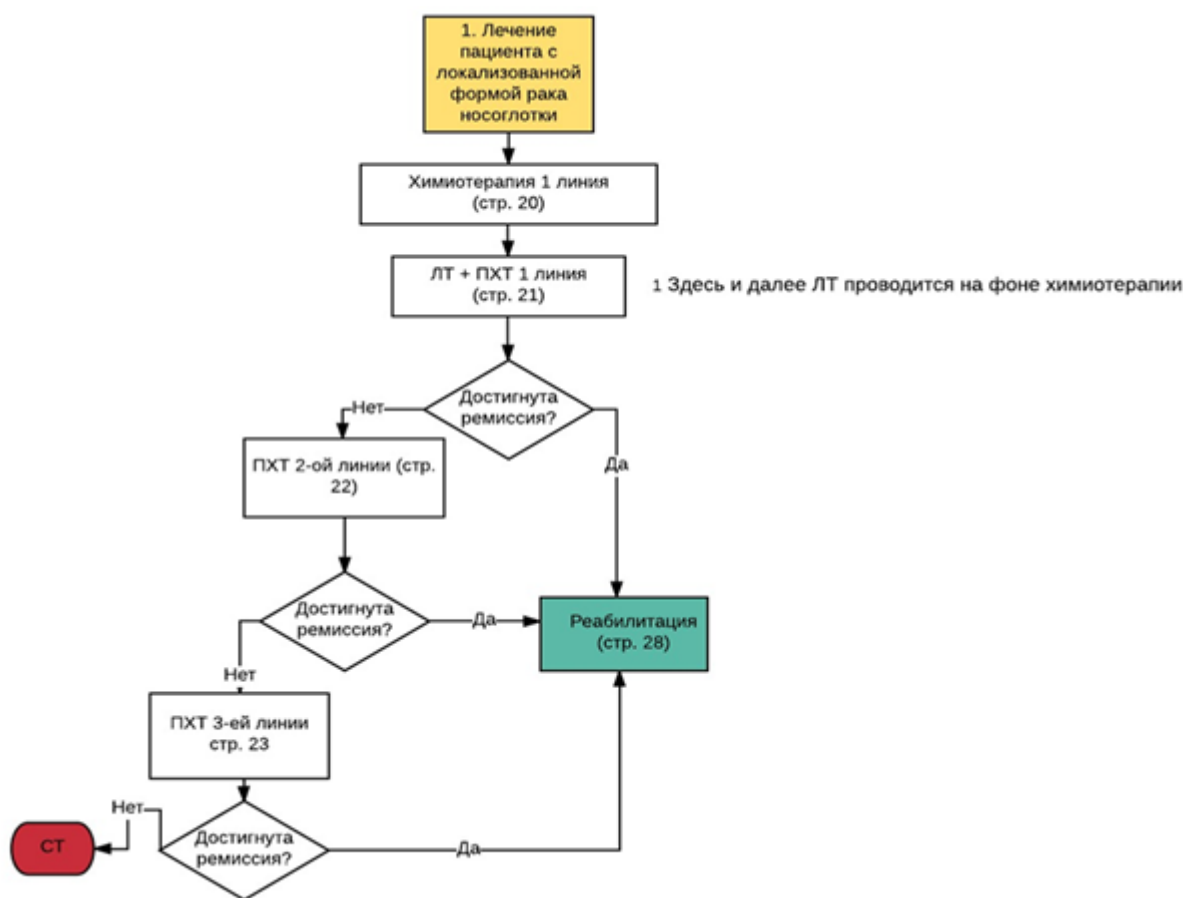 1. Лечение
пациента с
локализованной
формой рака
носоглотки
Химиотерапия 1 линия
(стр. 20)
ЛТ + ПХТ 1 линия
(стр. 21)
1 Здесь и далее ЛТ проводится на фоне химиотерапии
Достигнута
ремиссия?
Нет
Да
ПХТ 2-ой линии (стр.
22)
Достигнута
ремиссия?
Да
Нет
Реабилитация
(стр. 28)
ПХТ 3-ей линии
стр. 23
Достигнута
ремиссия?
Нет
Да
СТ